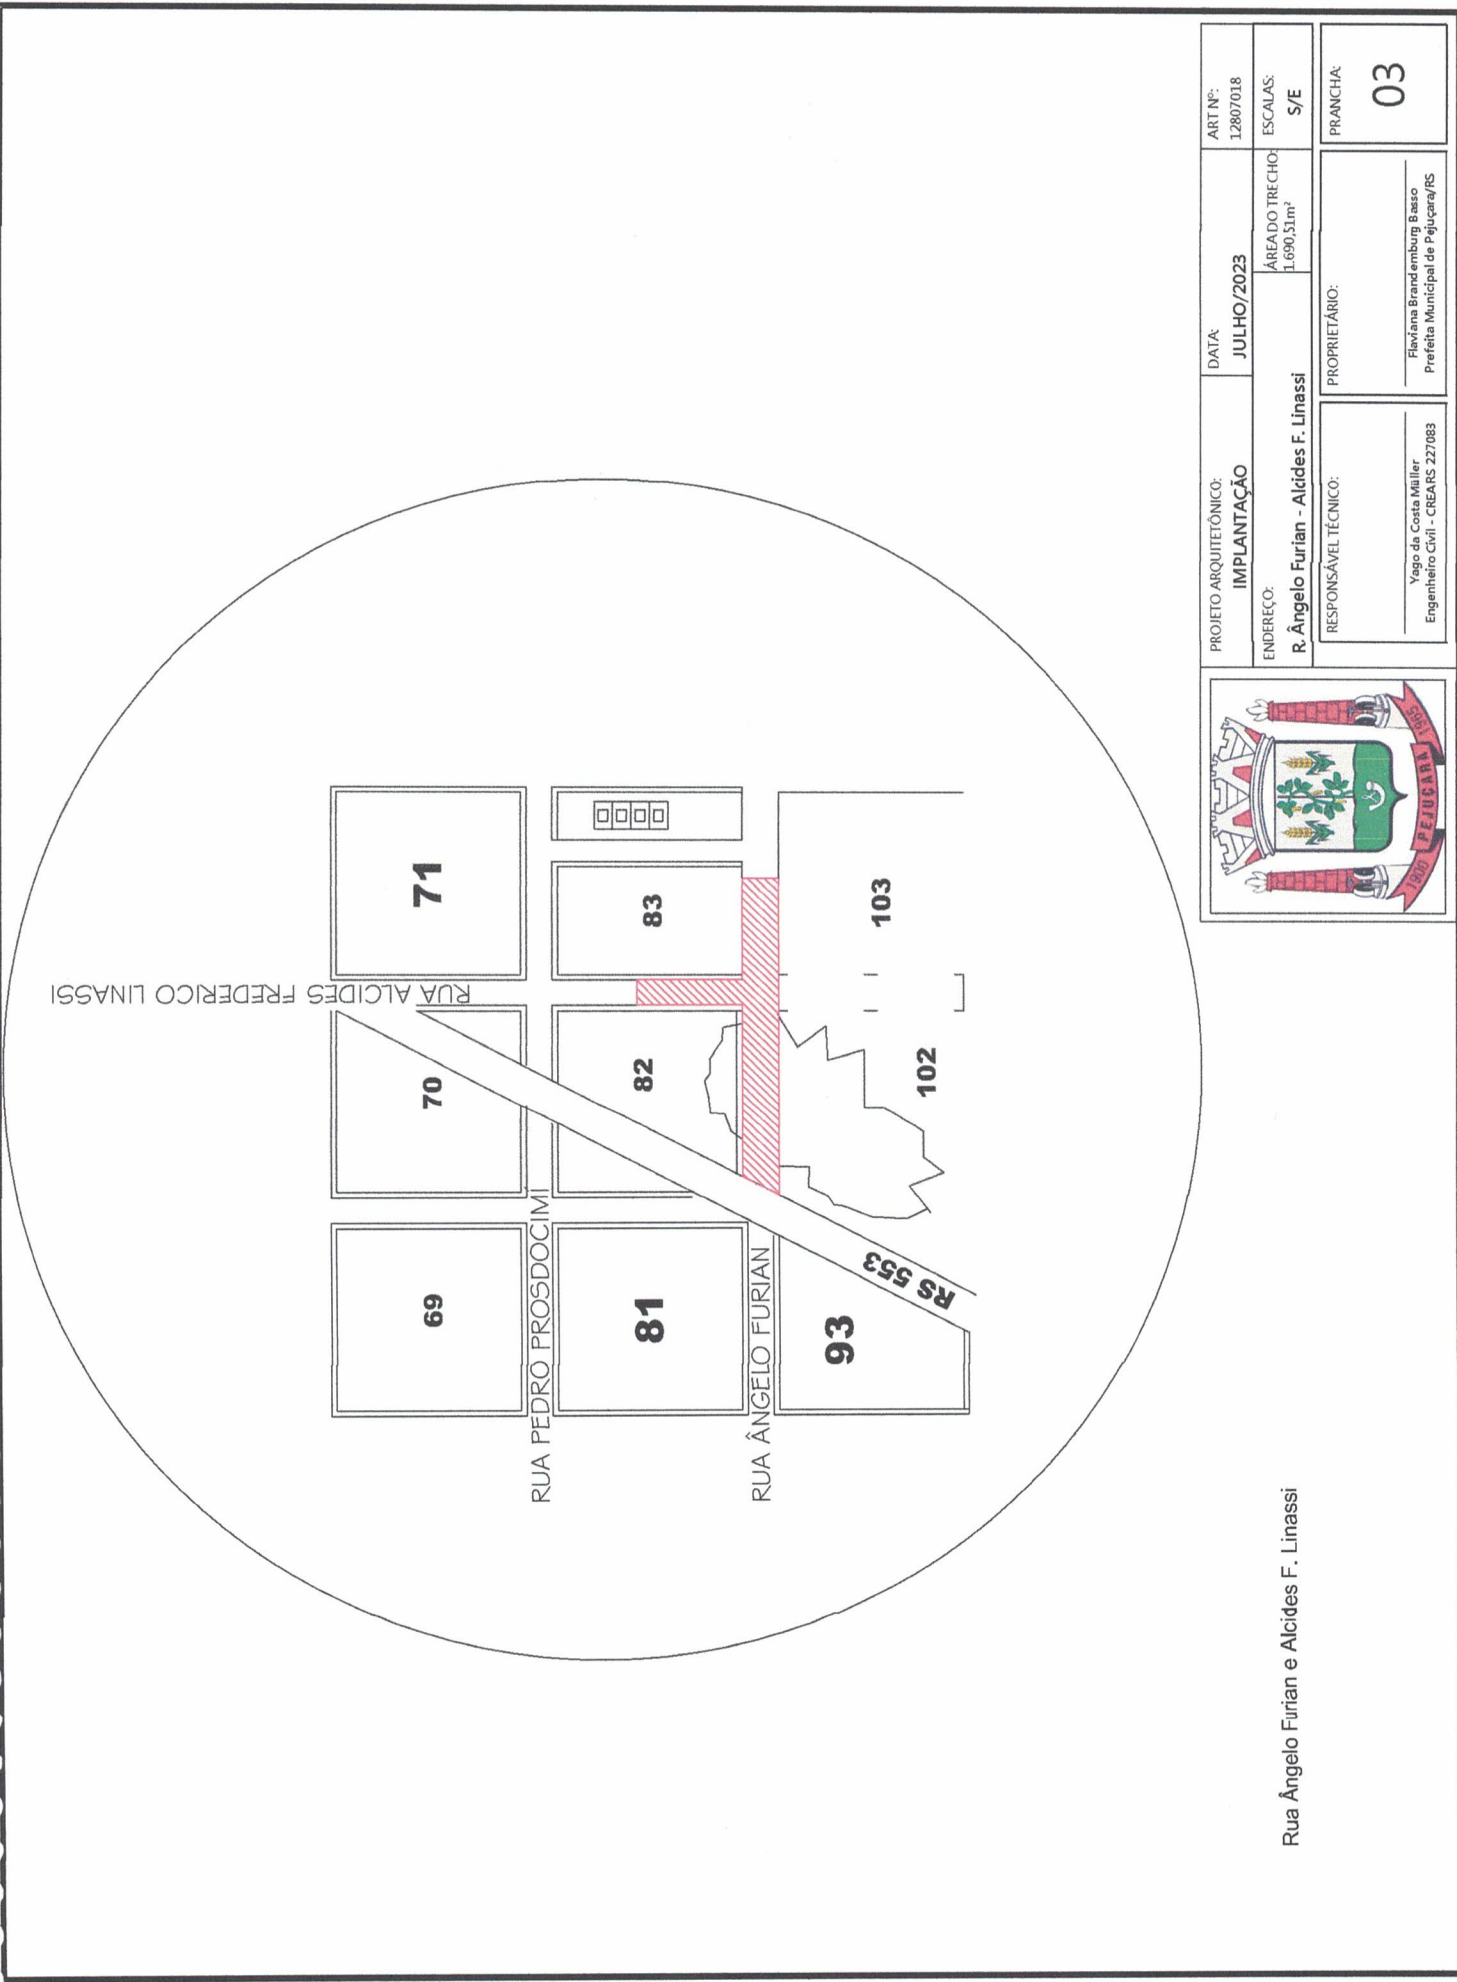 RUA ALCIDES FREDERICO LINASSI
69
70
71
RUA PEDRO PROSDOCIMI
81
82
83
RUA ÂNGELO FURIAN
93
RS 553
102
103
Rua Ângelo Furian e Alcides F. Linassi
1900 PEJUÇARA 1965
PROJETO ARQUITETÔNICO:
IMPLANTAÇÃO
DATA:
JULHO/2023
ART Nº:
12807018
ENDEREÇO:
R. Ângelo Furian - Alcides F. Linassi
ÁREA DO TRECHO:
1.690,51m²
ESCALAS:
S/E
RESPONSÁVEL TÉCNICO:
Yago da Costa Müller
Engenheiro Civil - CREARS 227083
PROPRIETÁRIO:
Flaviana Brandemburg Basso
Prefeita Municipal de Pejuçara/RS
PRANCHA:
03